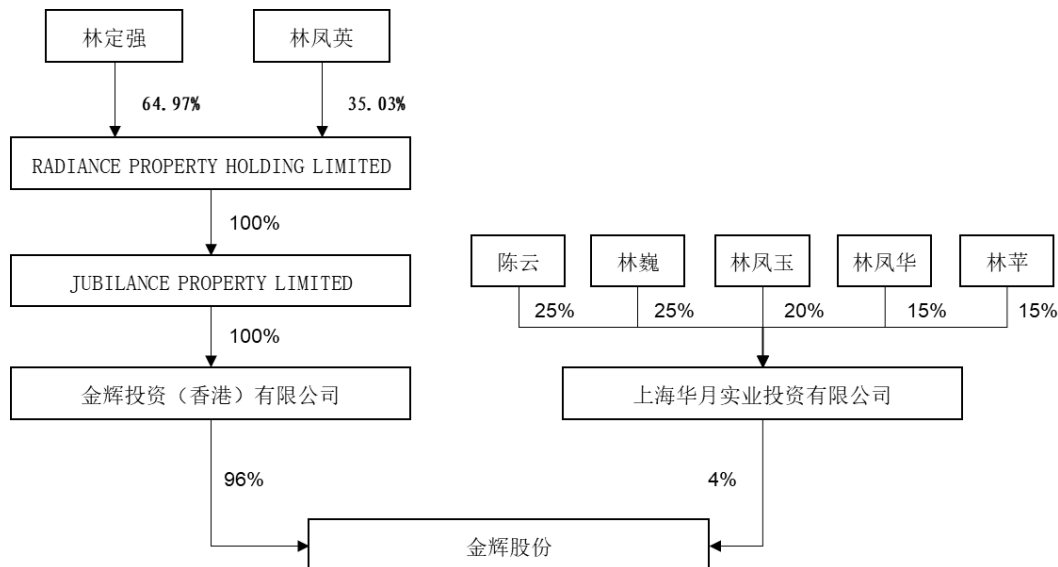 林定强
林凤英
64.97%
35.03%
RADIANCE PROPERTY HOLDING LIMITED
100%
JUBILANCE PROPERTY LIMITED
100%
金辉投资（香港）有限公司
96%
陈云
林巍
林凤玉
林凤华
林苹
25%
25%
20%
15%
15%
上海华月实业投资有限公司
4%
金辉股份